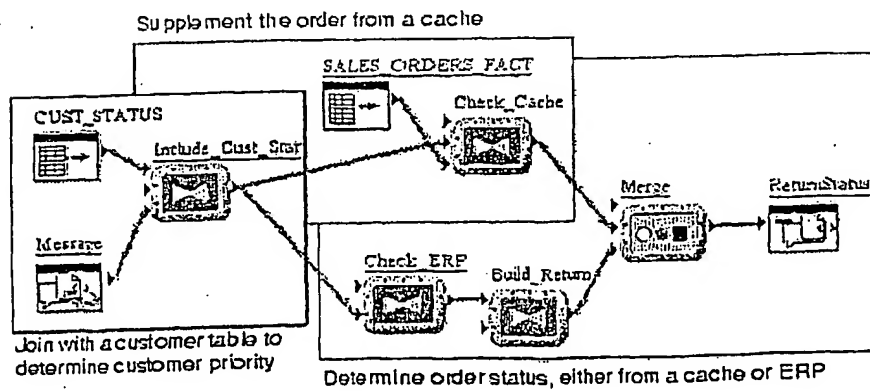 Supplement the order from a cache
SALES_ORDERS_FACT
CUST_STATUS
Check_Cache
Include_Cust_Stat
Merge
ReturnStatus
Message
Check_ERP
Build_Return
Join with a customer table to
determine customer priority
Determine order status, either from a cache or ERP